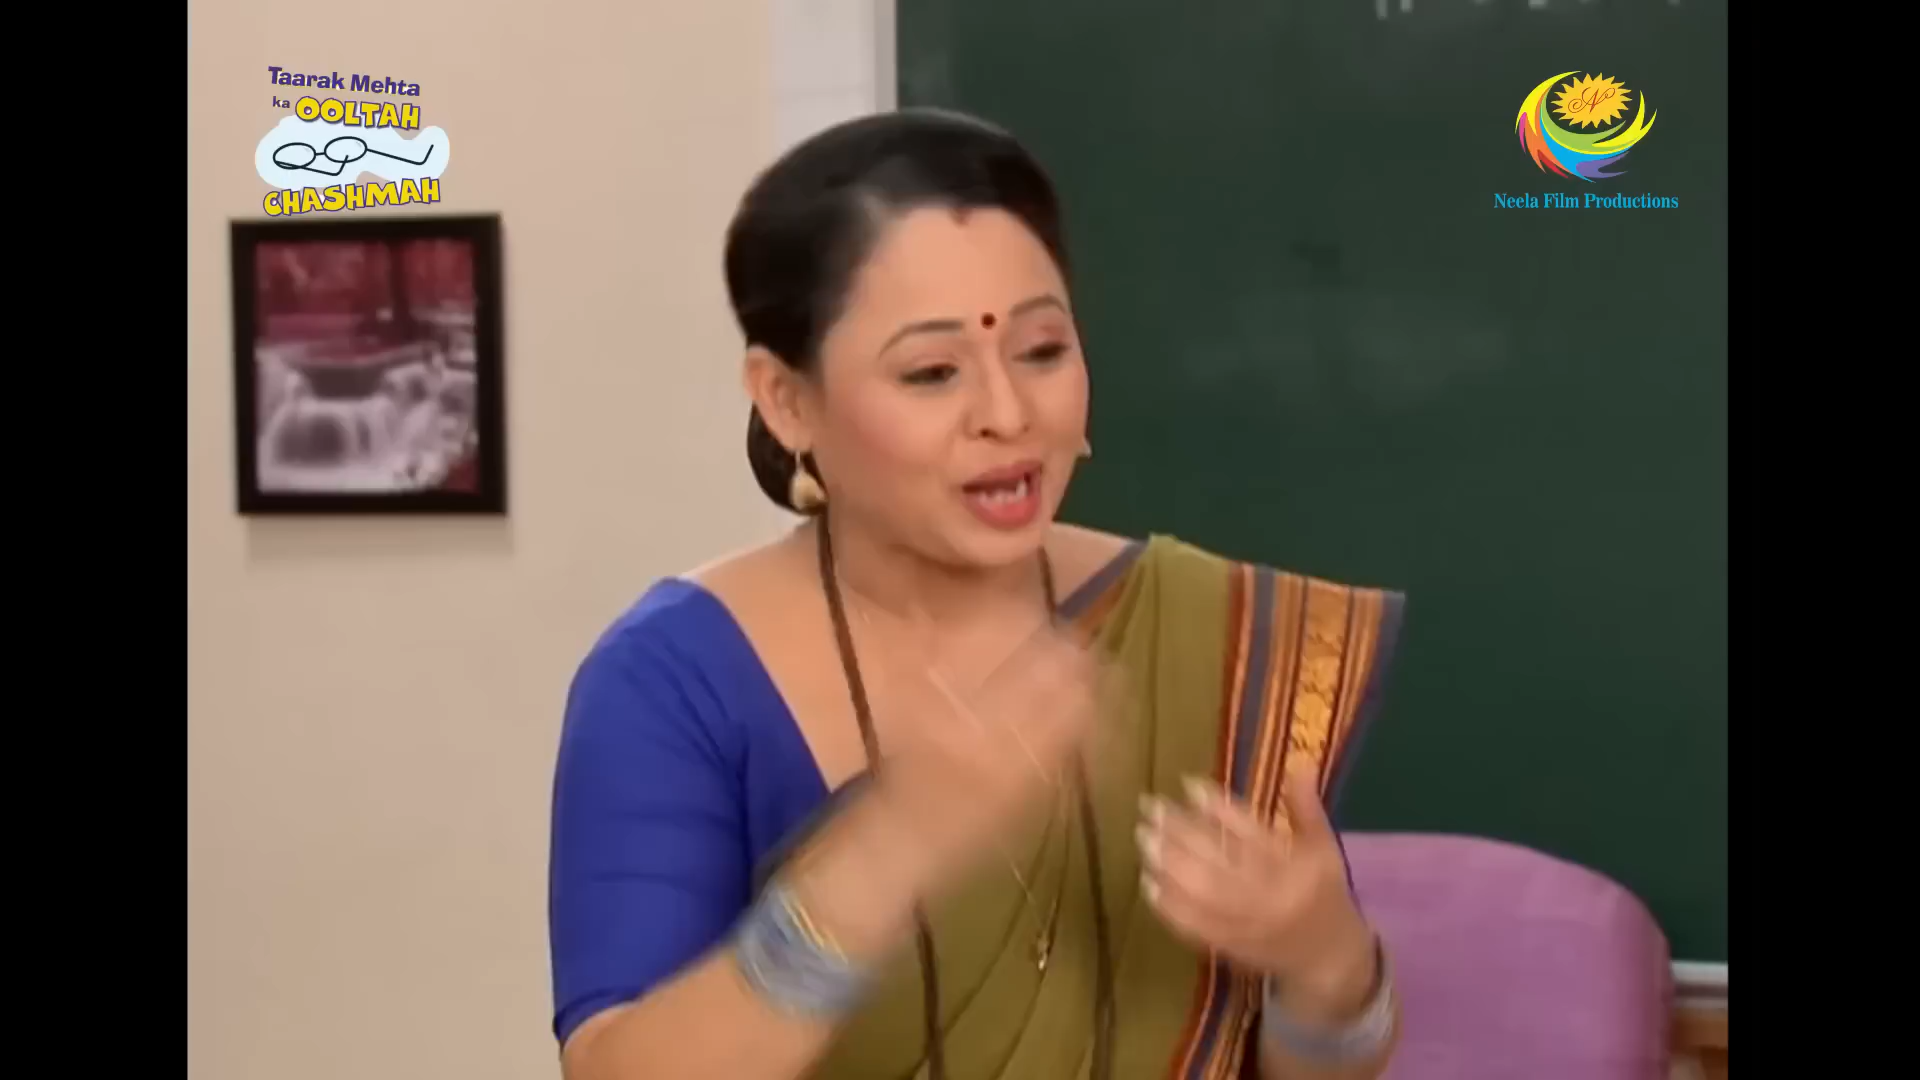 Taarak Mehta
ka OOLTAH
CHASHMAH
N
Neela Film Productions